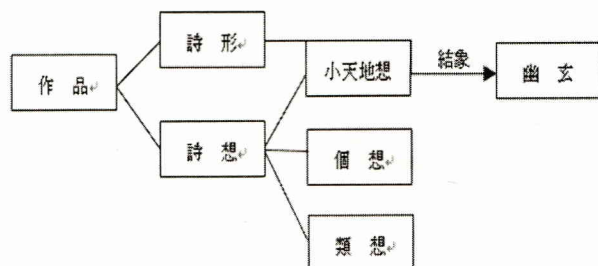 詩 形
作 品
小天地想
結象
幽 玄
詩 想
個 想
類 想